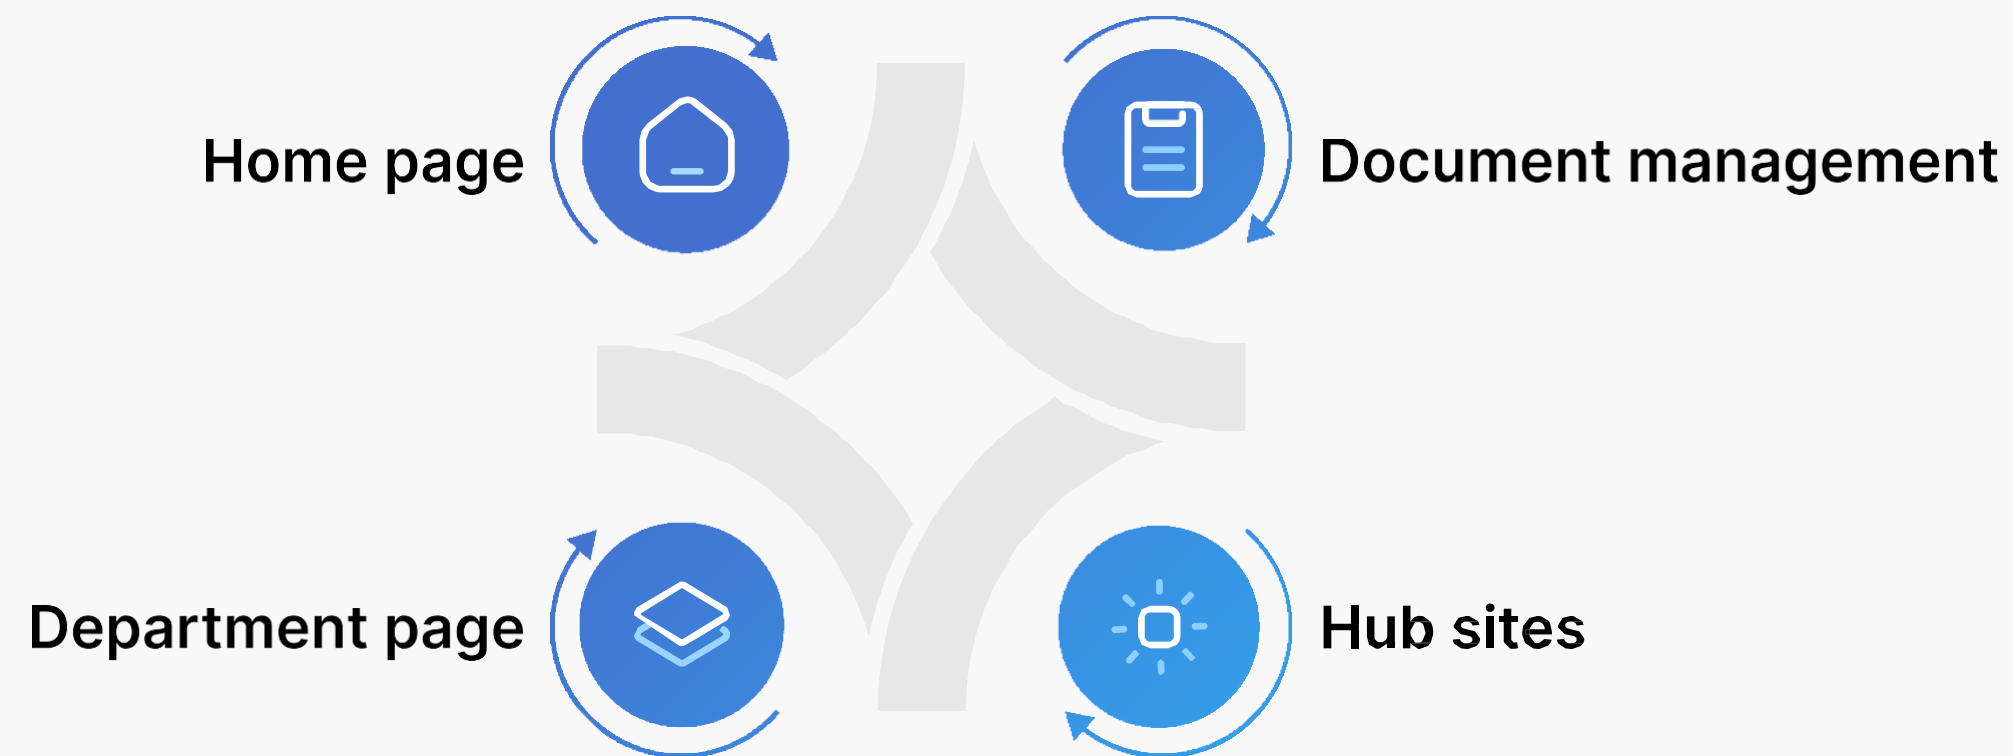 Home page
Document management
Department page
Hub sites